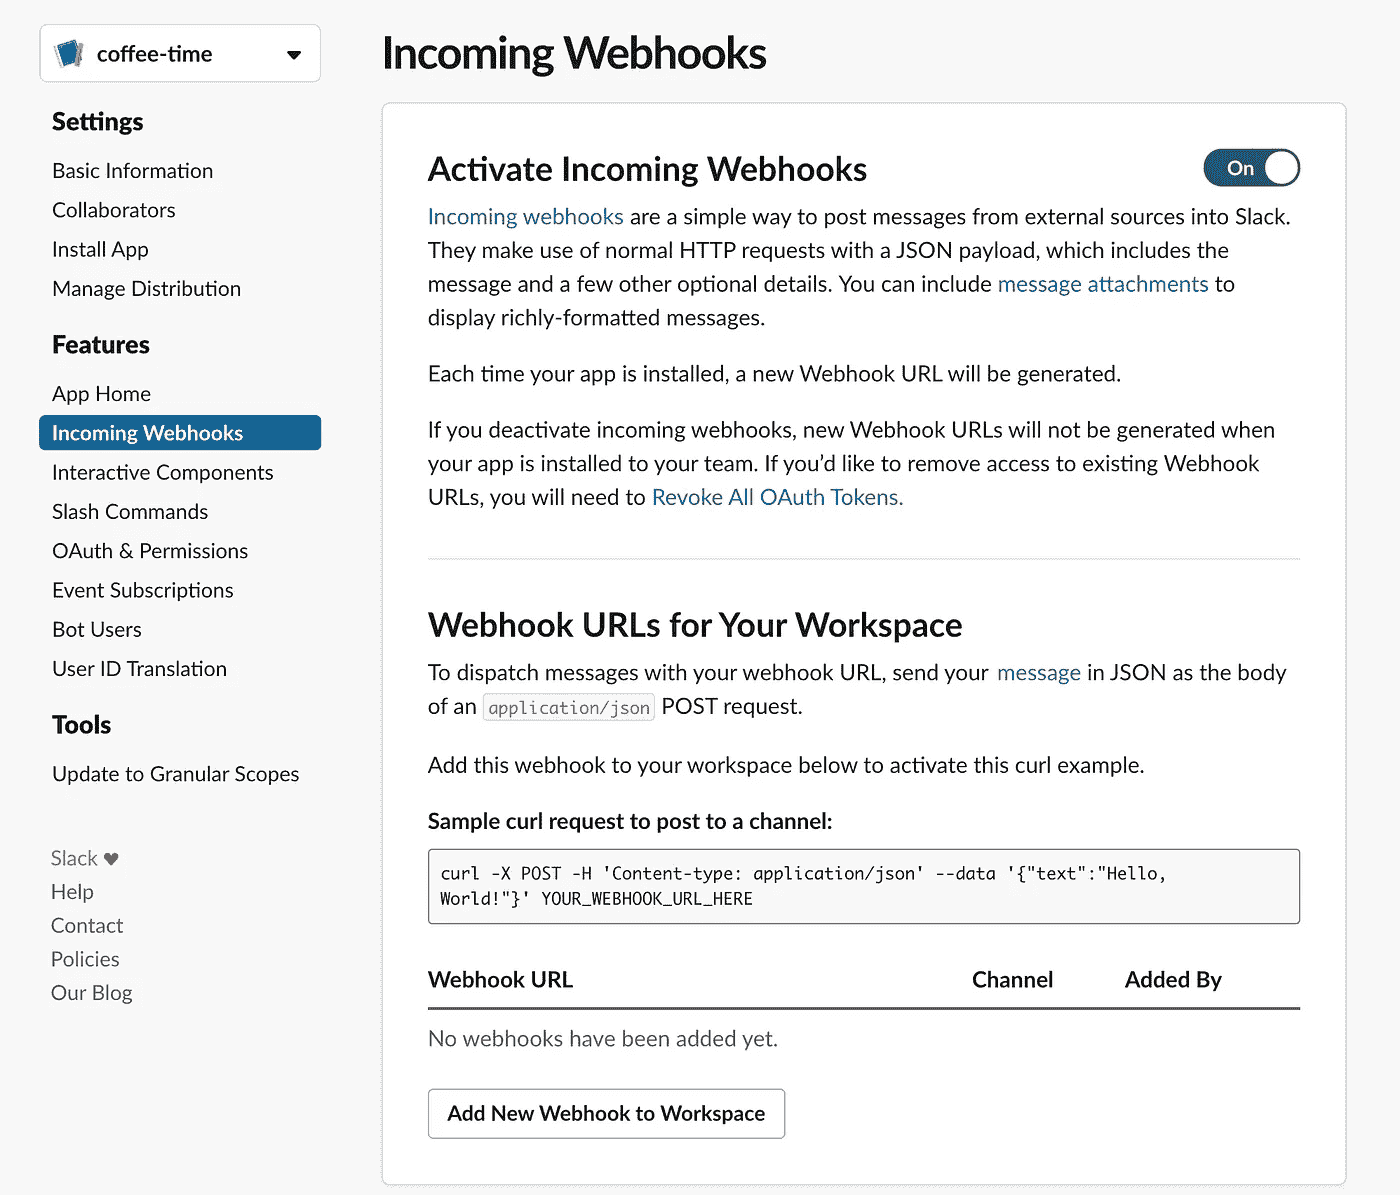 coffee-time
Settings
Basic Information
Collaborators
Install App
Manage Distribution
Features
App Home
Incoming Webhooks
Interactive Components
Slash Commands
OAuth & Permissions
Event Subscriptions
Bot Users
User ID Translation
Tools
Update to Granular Scopes
Slack ♥
Help
Contact
Policies
Our Blog
Incoming Webhooks
Activate Incoming Webhooks
On
Incoming webhooks are a simple way to post messages from external sources into Slack.
They make use of normal HTTP requests with a JSON payload, which includes the
message and a few other optional details. You can include message attachments to
display richly-formatted messages.
Each time your app is installed, a new Webhook URL will be generated.
If you deactivate incoming webhooks, new Webhook URLs will not be generated when
your app is installed to your team. If you’d like to remove access to existing Webhook
URLs, you will need to Revoke All OAuth Tokens.
Webhook URLs for Your Workspace
To dispatch messages with your webhook URL, send your message in JSON as the body
of an application/json POST request.
Add this webhook to your workspace below to activate this curl example.
Sample curl request to post to a channel:
curl -X POST -H 'Content-type: application/json' --data '{"text":"Hello,
World!"}' YOUR_WEBHOOK_URL_HERE
Webhook URL Channel Added By
No webhooks have been added yet.
Add New Webhook to Workspace